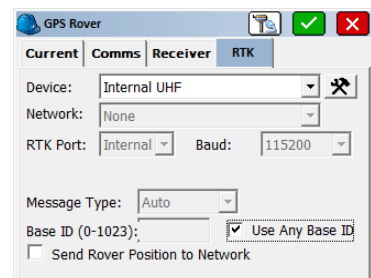 GPS Rover
Current Comms Receiver RTK
Device: Internal UHF
Network: None
RTK Port: Internal Baud: 115200
Message Type: Auto
Base ID (0-1023): Use Any Base ID
Send Rover Position to Network